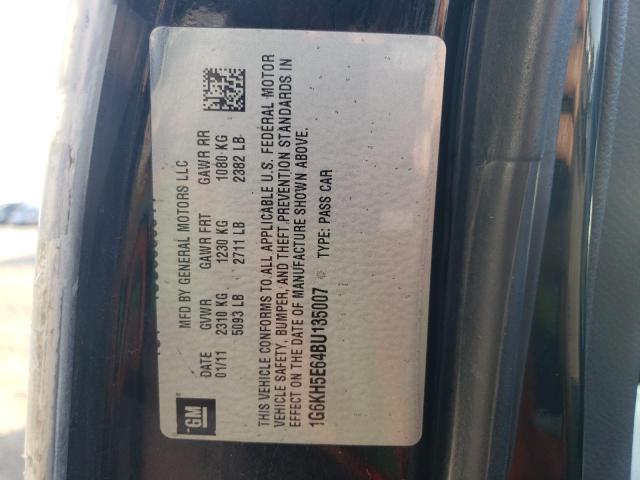 GM
MFD BY GENERAL MOTORS LLC
DATE GVWR GAWR FRT GAWR RR
01/11 2310 KG 1230 KG 1080 KG
5093 LB 2711 LB 2382 LB
THIS VEHICLE CONFORMS TO ALL APPLICABLE U.S. FEDERAL MOTOR
VEHICLE SAFETY, BUMPER, AND THEFT PREVENTION STANDARDS IN
EFFECT ON THE DATE OF MANUFACTURE SHOWN ABOVE.
1G6KH5E64BU135007 TYPE: PASS CAR